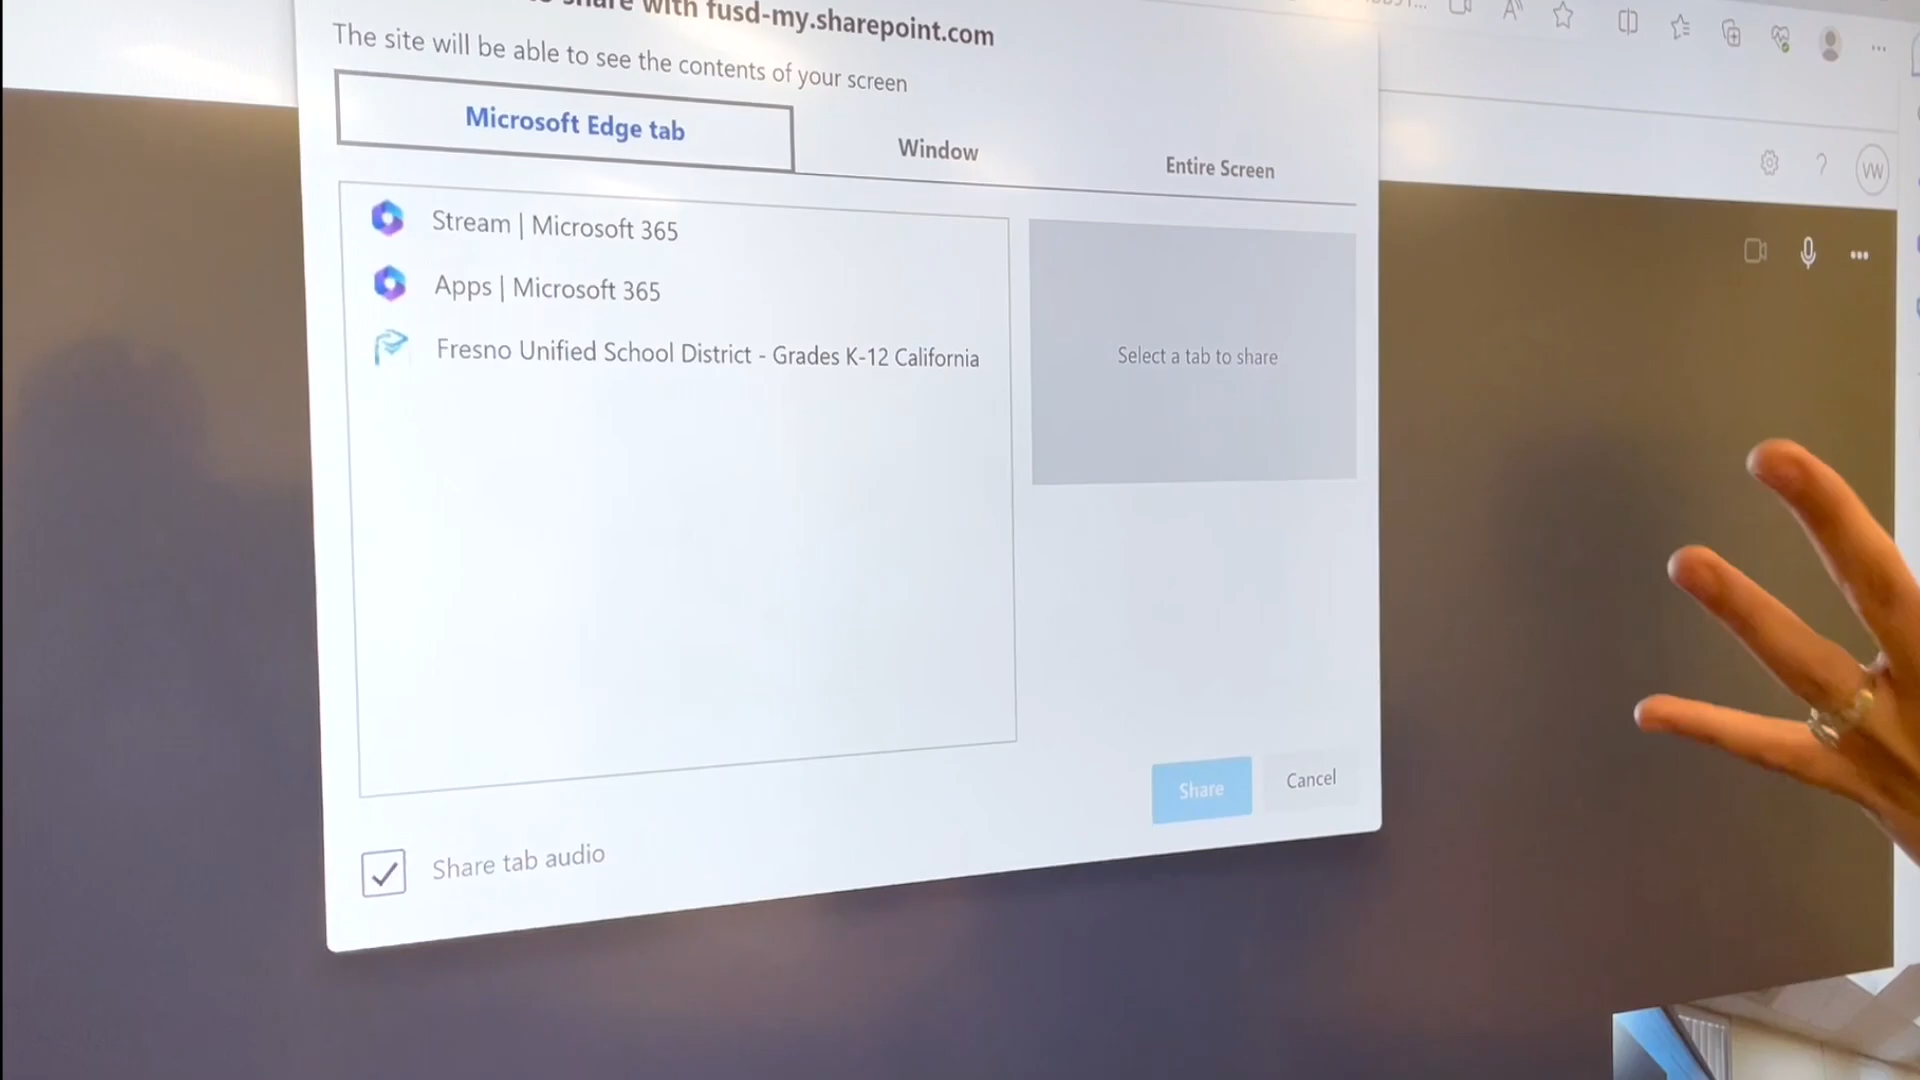 share with fusd-my.sharepoint.com
The site will be able to see the contents of your screen
Microsoft Edge tab
Window
Entire Screen
Stream | Microsoft 365
Apps | Microsoft 365
Fresno Unified School District - Grades K-12 California
Select a tab to share
VW
Share
Cancel
Share tab audio